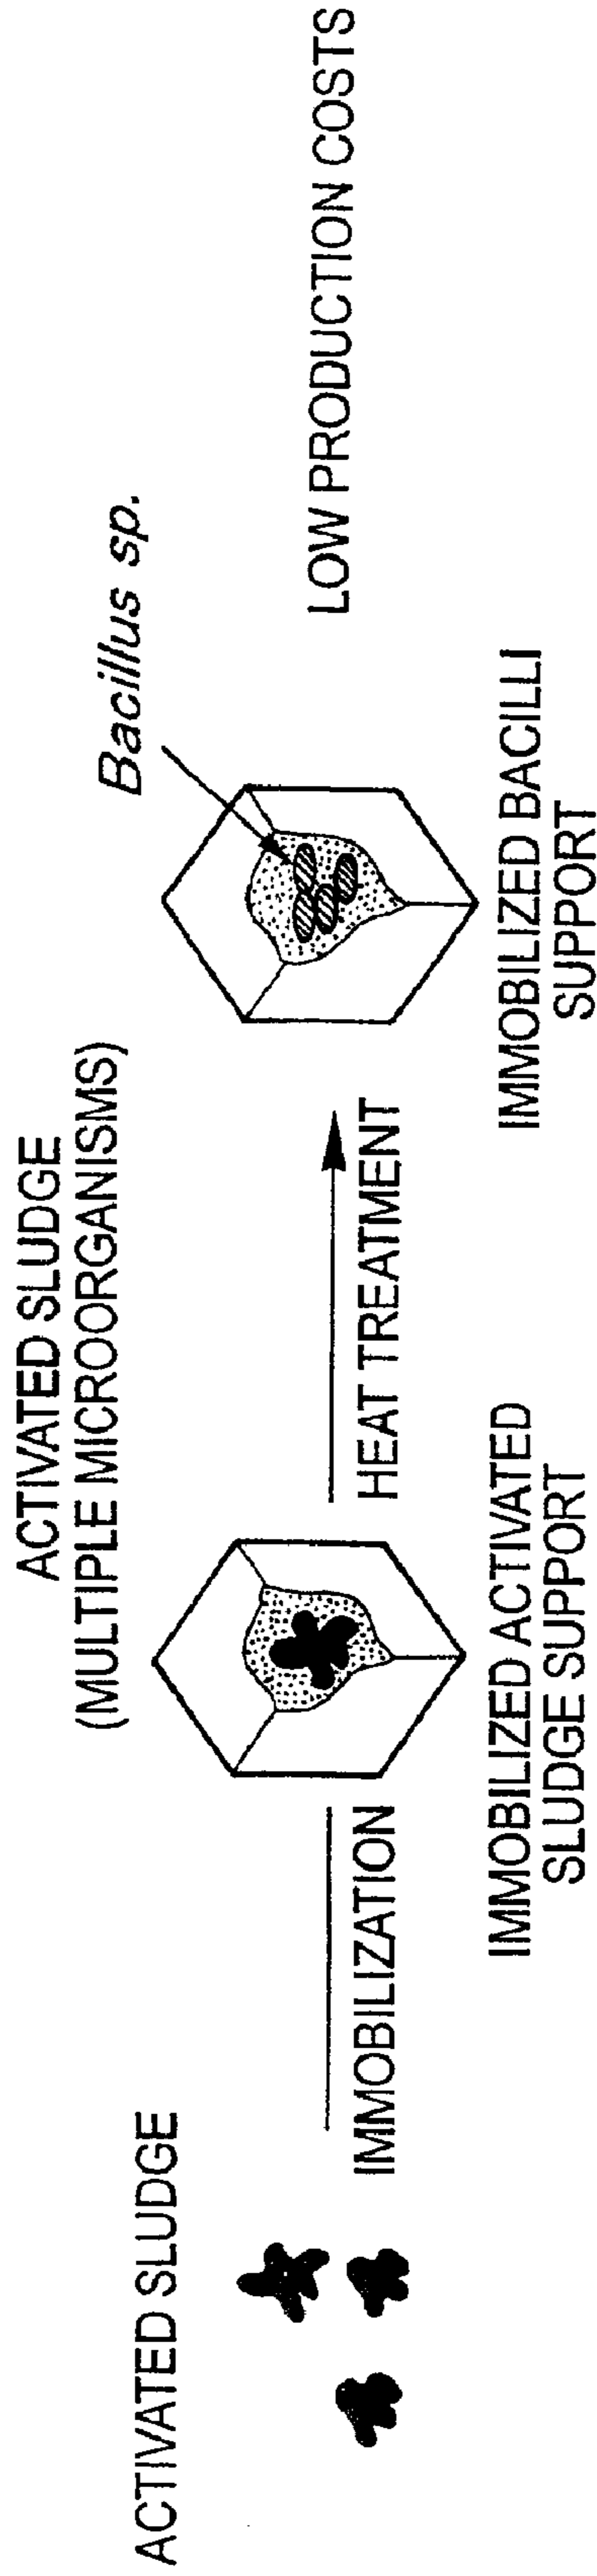 ACTIVATED SLUDGE
IMMOBILIZATION
ACTIVATED SLUDGE
(MULTIPLE MICROORGANISMS)
IMMOBILIZED ACTIVATED
SLUDGE SUPPORT
HEAT TREATMENT
Bacillus sp.
IMMOBILIZED BACILLI
SUPPORT
LOW PRODUCTION COSTS